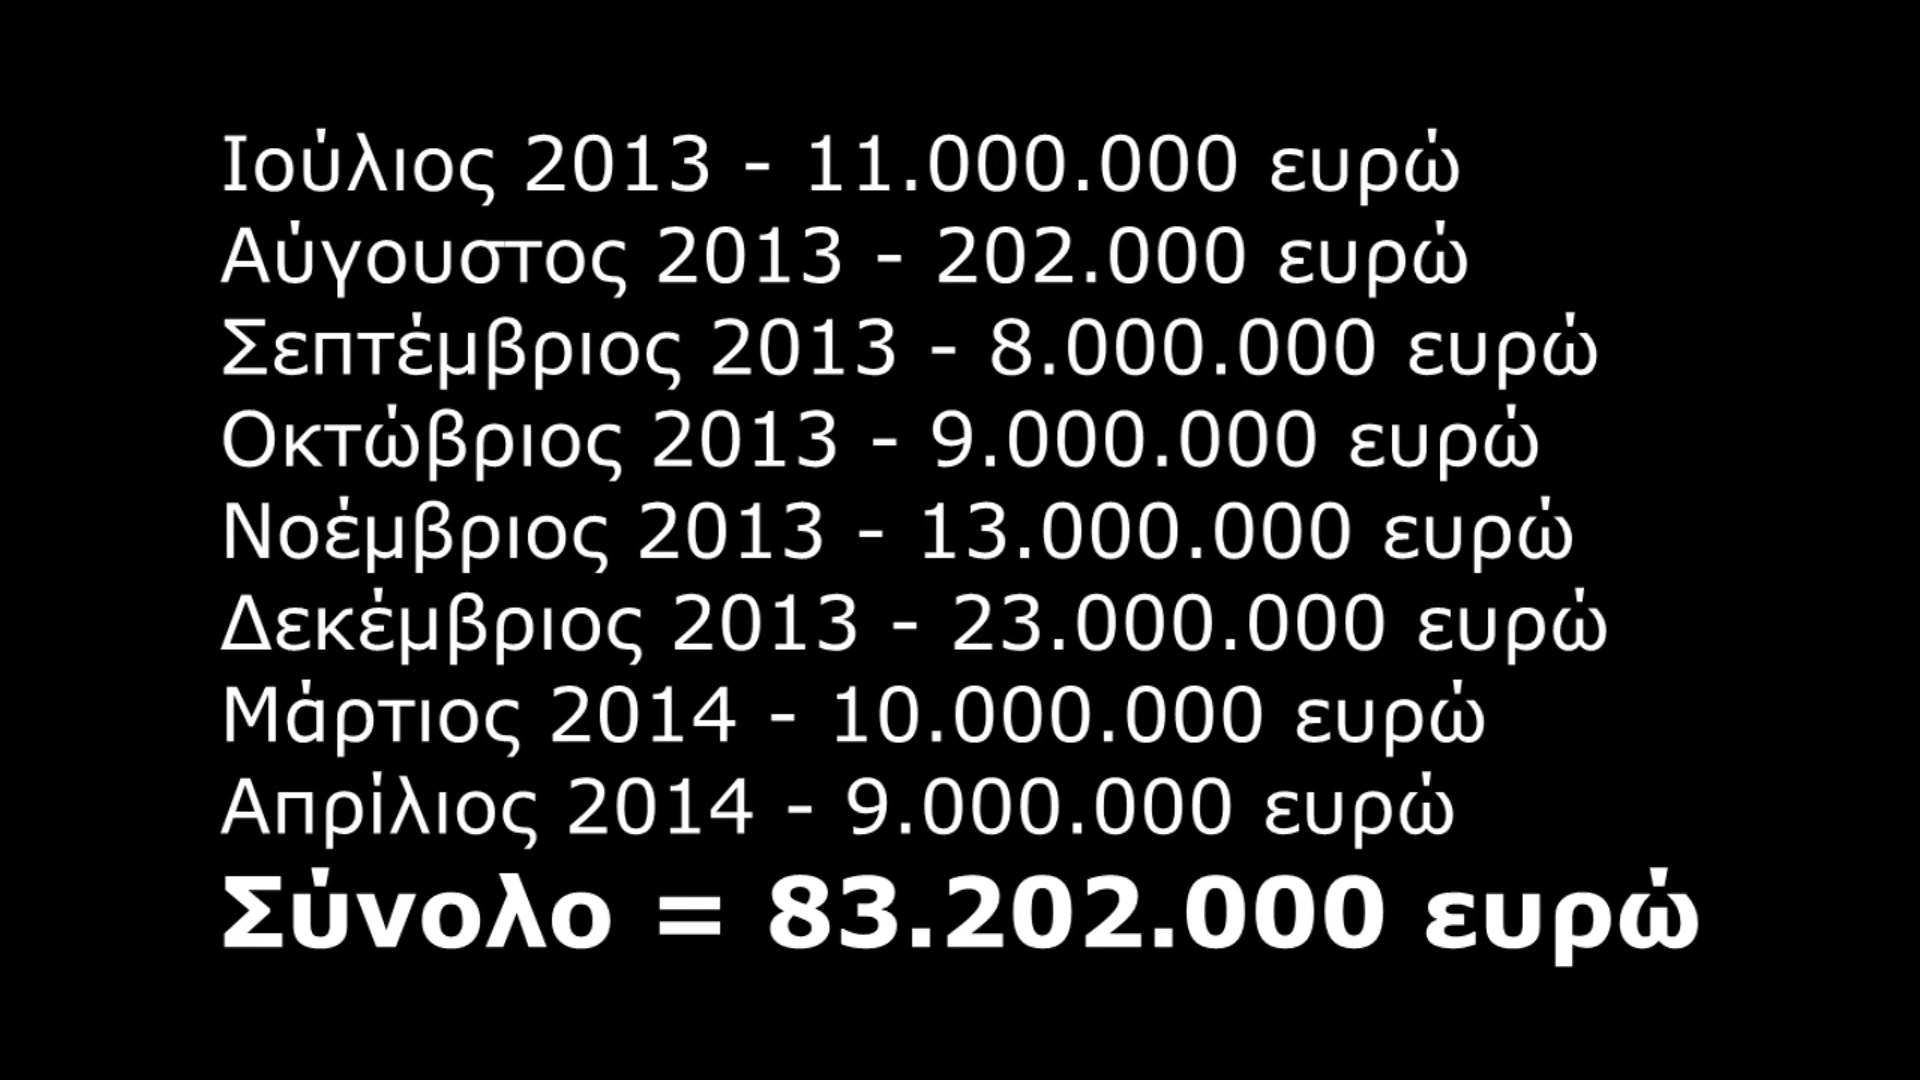 Ιούλιος 2013 - 11.000.000 ευρώ
Αύγουστος 2013 - 202.000 ευρώ
Σεπτέμβριος 2013 - 8.000.000 ευρώ
Οκτώβριος 2013 - 9.000.000 ευρώ
Νοέμβριος 2013 - 13.000.000 ευρώ
Δεκέμβριος 2013 - 23.000.000 ευρώ
Μάρτιος 2014 - 10.000.000 ευρώ
Απρίλιος 2014 - 9.000.000 ευρώ
Σύνολο = 83.202.000 ευρώ